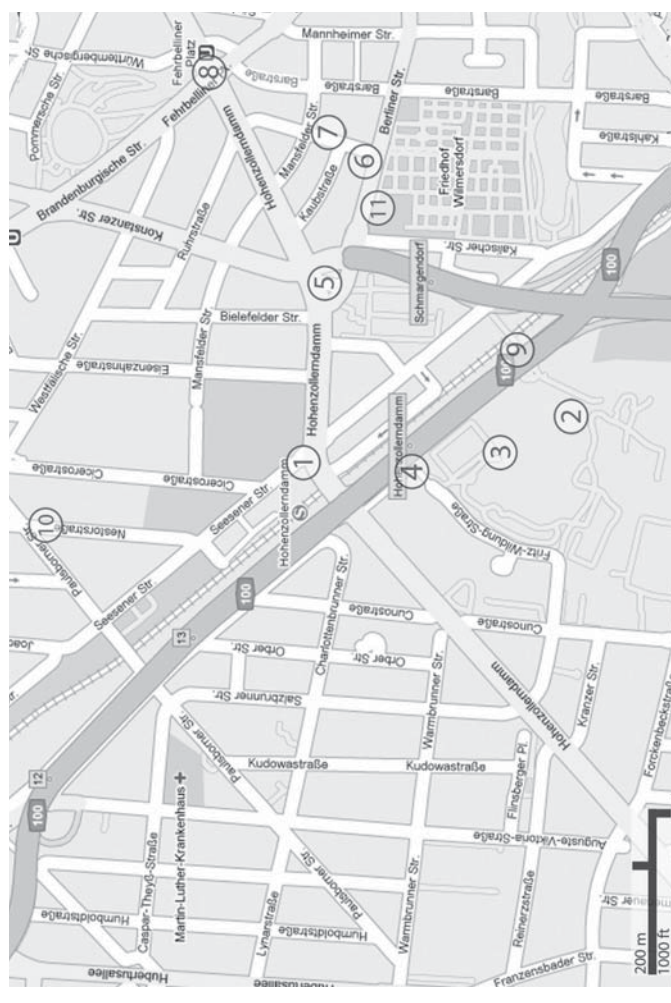 Hubertusallee
Humboldtstraße
Caspar-Theyß-Straße
Martin-Luther-Krankenhaus
Lynarstraße
Hubertusallee
Humboldtstraße
Paulsborner Str.
Warmbrunner Str.
Reinerzstraße
Franzensbader Str.
200 m
1000 ft
100
12
13
Paulsborner Str.
Salzbrunner Str.
Orber Str.
Kudowastraße
Kudowastraße
Auguste-Viktoria-Straße
Flinsberger Pl.
Warmbrunner Str.
Orber Str.
Charlottenbrunner Str.
Cunostraße
Cunostraße
Hohenzollerndamm
Kranzer Str.
Forckenbeckstraße
Fritz-Wildung-Straße
Seesener Str.
Paulsborner Str.
10
Nestorstraße
100
Seesener Str.
Hohenzollerndamm
S
1
Cicerostraße
Cicerostraße
Westfälische Str.
Eisenzahnstraße
Mansfelder Str.
Bielefelder Str.
Hohenzollerndamm
Hohenzollerndamm
4
3
2
100
9
5
Schmargendorf
100
Konstanzer Str.
Brandenburgische Str.
Ruhrstraße
Hohenzollerndamm
Mansfelder Str.
Kaubstraße
7
6
11
Berliner Str.
Kalischer Str.
Friedhof
Wilmersdorf
Pommersche Str.
Württembergische Str.
Fehrbelliner
Platz
U
8
U
Mannheimer Str.
Barstraße
Barstraße
Barstraße
Kahlstraße